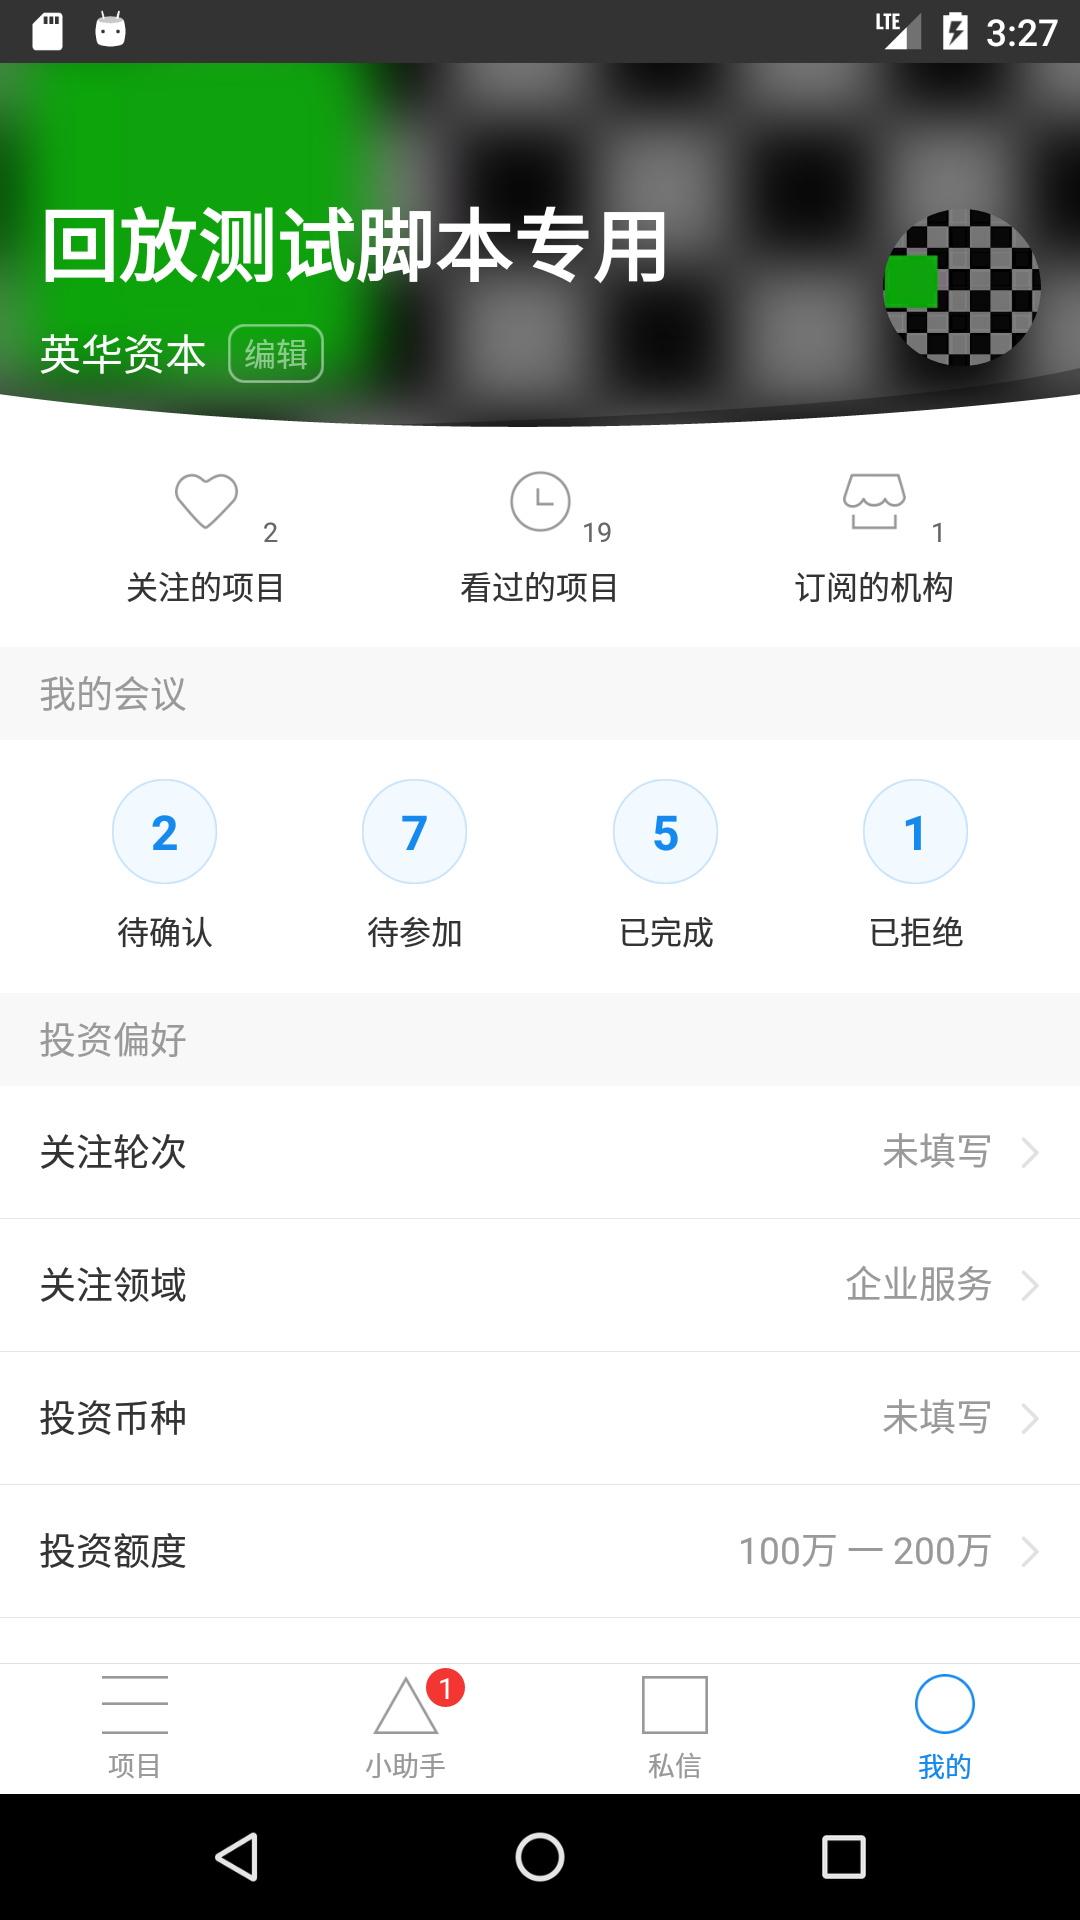 LTE 3:27
回放测试脚本专用
英华资本 编辑
2 19 1
关注的项目 看过的项目 订阅的机构
我的会议
2 7 5 1
待确认 待参加 已完成 已拒绝
投资偏好
关注轮次 未填写
关注领域 企业服务
投资币种 未填写
投资额度 100万 一 200万
1
项目 小助手 私信 我的